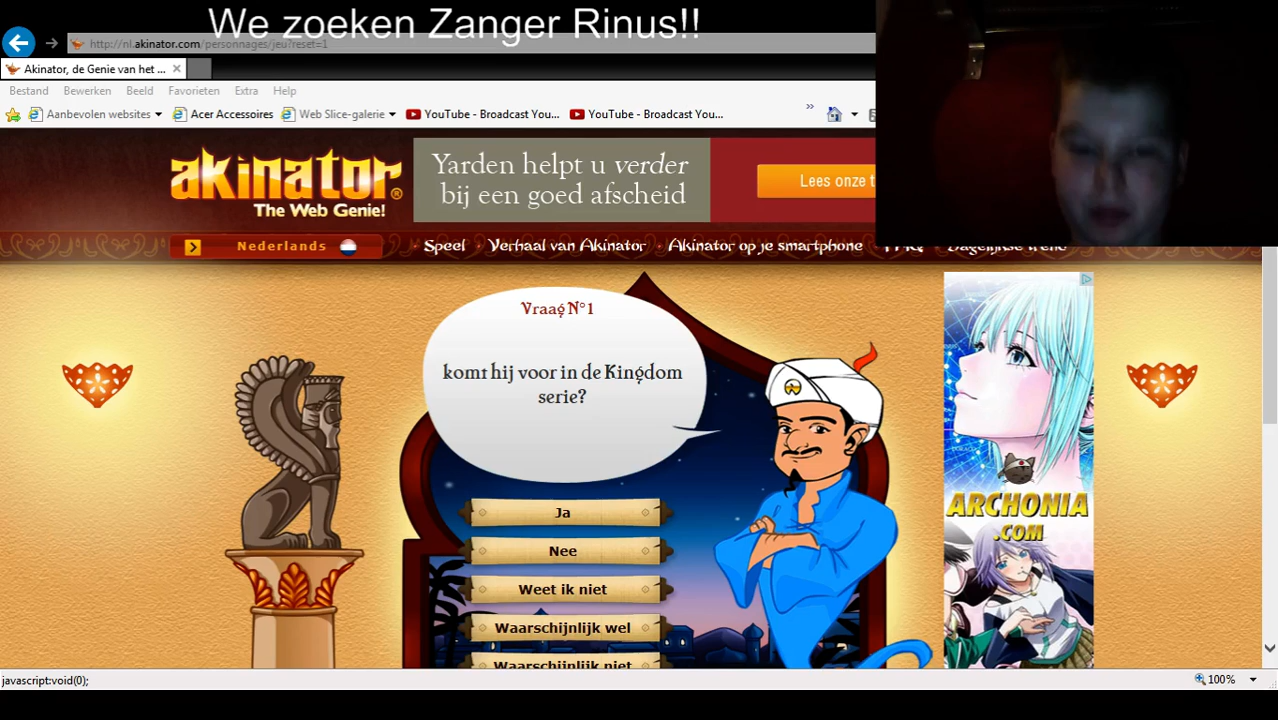 We zoeken Zanger Rinus!!
http://nl.akinator.com/personnages/jeu?reset=1
Akinator, de Genie van het ...
Bestand Bewerken Beeld Favorieten Extra Help
Aanbevolen websites Acer Accessoires Web Slice-galerie YouTube - Broadcast You... YouTube - Broadcast You...
akinator®
The Web Genie!
Yarden helpt u verder
bij een goed afscheid
Lees onze t
Nederlands
Speel · Verhaal van Akinator · Akinator op je smartphone
Vraag N°1
komt hij voor in de Kingdom
serie?
Ja
Nee
Weet ik niet
Waarschijnlijk wel
Waarschijnlijk niet
ARCHONIA
.COM
javascript:void(0);
100%